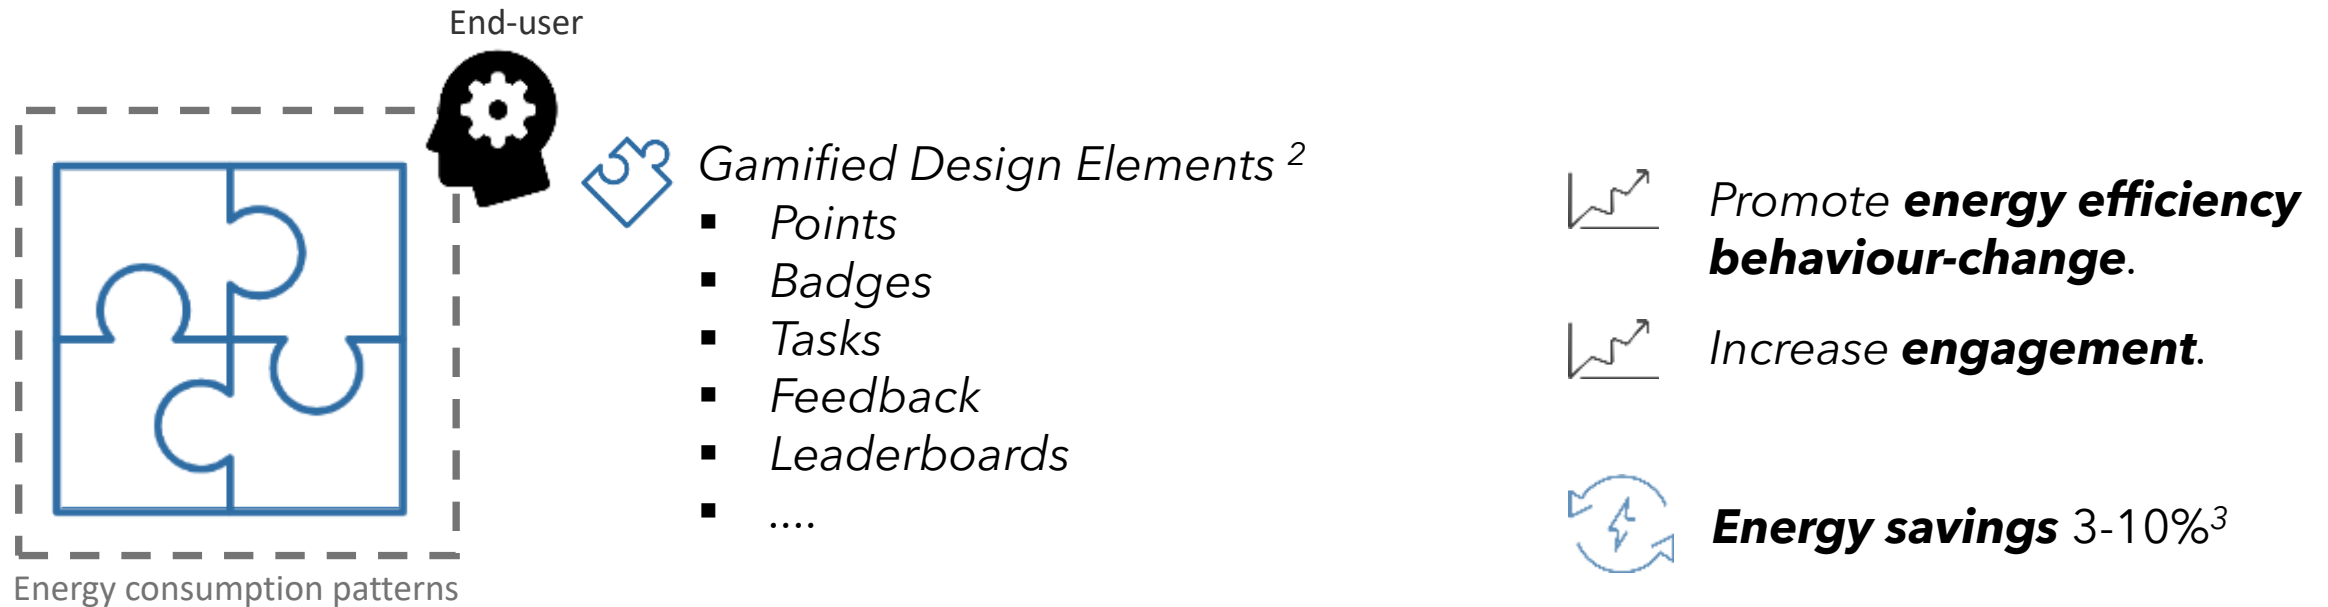 End-user
Gamified Design Elements 2
▪ Points
▪ Badges
▪ Tasks
▪ Feedback
▪ Leaderboards
▪ ....
Energy consumption patterns
Promote energy efficiency
behaviour-change.
Increase engagement.
Energy savings 3-10%3